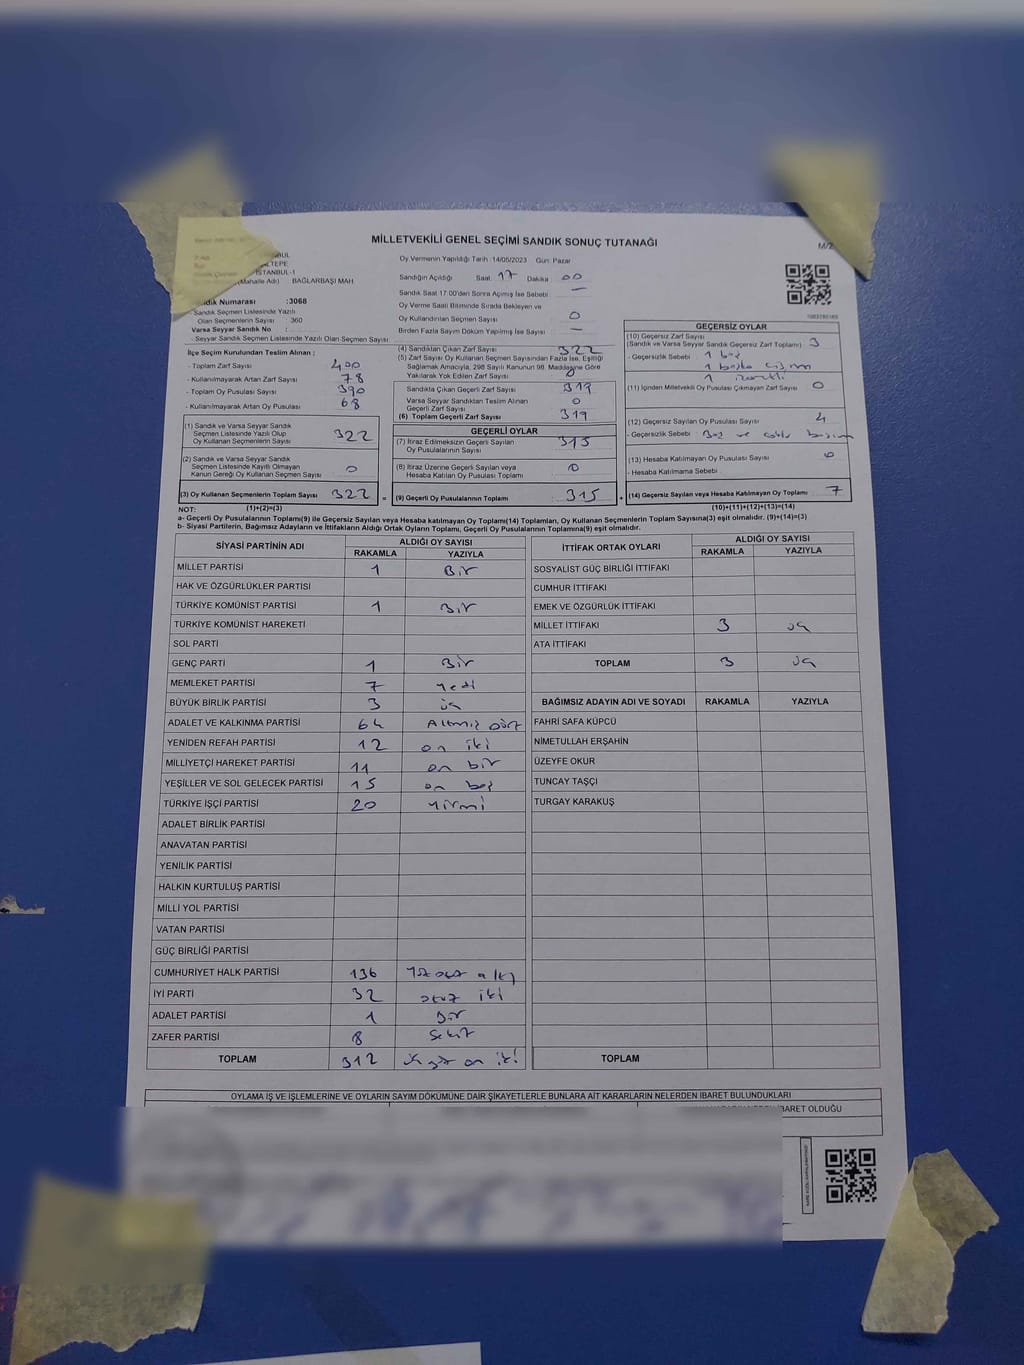 MİLLETVEKİLİ GENEL SEÇİMİ SANDIK SONUÇ TUTANAĞI
İSTANBUL-1
(Mahalle Adı) BAĞLARBAŞI MAH.
Sandık Numarası :3068
Sandık Seçmen Listesinde Yazılı
Olan Seçmenlerin Sayısı : 360
Varsa Seyyar Sandık No :
- Seyyar Sandık Seçmen Listesinde Yazılı Olan Seçmen Sayısı :
Oy Vermenin Yapıldığı Tarih :14/05/2023 Gün: Pazar
Sandığın Açıldığı Saat 17 Dakika 00
Sandık Saat 17:00'den Sonra Açılmış İse Sebebi : —
Oy Verme Saati Bitiminde Sırada Bekleyen ve
Oy Kullandırılan Seçmen Sayısı : 0
Birden Fazla Sayım Döküm Yapılmış İse Sayısı : —
İlçe Seçim Kurulundan Teslim Alınan :
- Toplam Zarf Sayısı : 400
- Kullanılmayarak Artan Zarf Sayısı : 78
- Toplam Oy Pusulası Sayısı : 390
- Kullanılmayarak Artan Oy Pusulası : 68
(1) Sandık ve Varsa Seyyar Sandık
Seçmen Listesinde Yazılı Olup
Oy Kullanan Seçmenlerin Sayısı 322
(2) Sandık ve Varsa Seyyar Sandık
Seçmen Listesinde Kayıtlı Olmayan
Kanun Gereği Oy Kullanan Seçmen Sayısı 0
(3) Oy Kullanan Seçmenlerin Toplam Sayısı 322
(1)+(2)=(3)
(4) Sandıktan Çıkan Zarf Sayısı : 322
(5) Zarf Sayısı Oy Kullanan Seçmen Sayısından Fazla İse, Eşitliği
Sağlamak Amacıyla, 298 Sayılı Kanunun 98. Maddesine Göre
Yakılarak Yok Edilen Zarf Sayısı : 0
Sandıkta Çıkan Geçerli Zarf Sayısı : 319
Varsa Seyyar Sandıktan Teslim Alınan
Geçerli Zarf Sayısı : 0
(6) Toplam Geçerli Zarf Sayısı : 319
GEÇERLİ OYLAR
(7) İtiraz Edilmeksizin Geçerli Sayılan
Oy Pusulalarının Sayısı : 315
(8) İtiraz Üzerine Geçerli Sayılan veya
Hesaba Katılan Oy Pusulası Sayısı : 0
(9) Geçerli Oy Pusulalarının Toplamı : 315
GEÇERSİZ OYLAR
(10) Geçersiz Zarf Sayısı
(Sandık ve Varsa Seyyar Sandık Geçersiz Zarf Toplamı) : 3
- Geçersizlik Sebebi : 1 boş
1 başka
(11) İçinden Milletvekili Oy Pusulası Çıkmayan Zarf Sayısı : 0
(12) Geçersiz Sayılan Oy Pusulası Sayısı : 4
- Geçersizlik Sebebi :
(13) Hesaba Katılmayan Oy Pusulası Sayısı : 0
- Hesaba Katılmama Sebebi :
(14) Geçersiz Sayılan veya Hesaba Katılmayan Oy Toplamı : 7
(10)+(11)+(12)+(13)=(14)
NOT:
a- Geçerli Oy Pusulalarının Toplamı(9) ile Geçersiz Sayılan veya Hesaba katılmayan Oy Toplamı(14) Toplamları, Oy Kullanan Seçmenlerin Toplam Sayısına(3) eşit olmalıdır. (9)+(14)=(3)
b- Siyasi Partilerin, Bağımsız Adayların ve İttifakların Aldığı Ortak Oyların Toplamı, Geçerli Oy Pusulalarının Toplamına(9) eşit olmalıdır.
SİYASİ PARTİNİN ADI ALDIĞI OY SAYISI
RAKAMLA YAZIYLA
MİLLET PARTİSİ 1 Bir
HAK VE ÖZGÜRLÜKLER PARTİSİ
TÜRKİYE KOMÜNİST PARTİSİ 1 Bir
TÜRKİYE KOMÜNİST HAREKETİ
SOL PARTİ
GENÇ PARTİ 1 Bir
MEMLEKET PARTİSİ 7 Yedi
BÜYÜK BİRLİK PARTİSİ 3 üç
ADALET VE KALKINMA PARTİSİ 64 Altmış Dört
YENİDEN REFAH PARTİSİ 12 on iki
MİLLİYETÇİ HAREKET PARTİSİ 11 on bir
YEŞİLLER VE SOL GELECEK PARTİSİ 15 on beş
TÜRKİYE İŞÇİ PARTİSİ 20 Yirmi
ADALET BİRLİK PARTİSİ
ANAVATAN PARTİSİ
YENİLİK PARTİSİ
HALKIN KURTULUŞ PARTİSİ
MİLLİ YOL PARTİSİ
VATAN PARTİSİ
GÜÇ BİRLİĞİ PARTİSİ
CUMHURİYET HALK PARTİSİ 136 Yüz otuz altı
İYİ PARTİ 32 otuz iki
ADALET PARTİSİ 1 Bir
ZAFER PARTİSİ 8 Sekiz
TOPLAM 312 üç yüz on iki
İTTİFAK ORTAK OYLARI ALDIĞI OY SAYISI
RAKAMLA YAZIYLA
SOSYALİST GÜÇ BİRLİĞİ İTTİFAKI
CUMHUR İTTİFAKI
EMEK VE ÖZGÜRLÜK İTTİFAKI
MİLLET İTTİFAKI 3 üç
ATA İTTİFAKI
TOPLAM 3 üç
BAĞIMSIZ ADAYIN ADI VE SOYADI RAKAMLA YAZIYLA
FAHRİ SAFA KÜPCÜ
NİMETULLAH ERŞAHİN
ÜZEYFE OKUR
TUNCAY TAŞÇI
TURGAY KARAKUŞ
TOPLAM
OYLAMA İŞ VE İŞLEMLERİNE VE OYLARIN SAYIM DÖKÜMÜNE DAİR ŞİKAYETLERLE BUNLARA AİT KARARLARIN NELERDEN İBARET BULUNDUKLARI
İBARET OLDUĞU